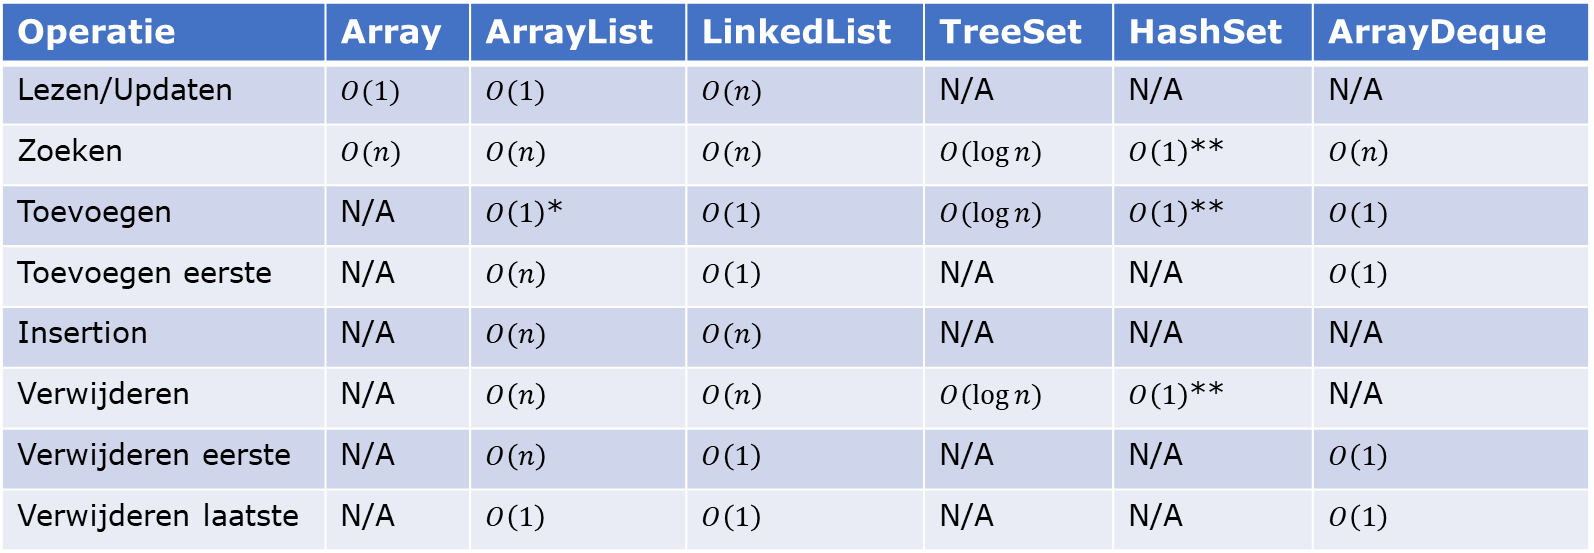 Operatie Array ArrayList LinkedList TreeSet HashSet ArrayDeque
Lezen/Updaten O(1) O(1) O(n) N/A N/A N/A
Zoeken O(n) O(n) O(n) O(log n) O(1)** O(n)
Toevoegen N/A O(1)* O(1) O(log n) O(1)** O(1)
Toevoegen eerste N/A O(n) O(1) N/A N/A O(1)
Insertion N/A O(n) O(n) N/A N/A N/A
Verwijderen N/A O(n) O(n) O(log n) O(1)** N/A
Verwijderen eerste N/A O(n) O(1) N/A N/A O(1)
Verwijderen laatste N/A O(1) O(1) N/A N/A O(1)